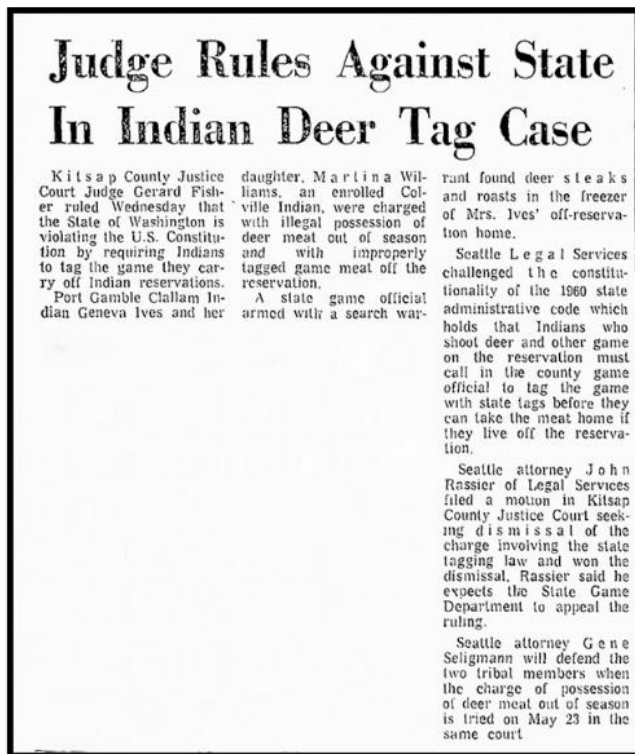 Judge Rules Against State
In Indian Deer Tag Case
Kitsap County Justice
Court Judge Gerard Fish-
er ruled Wednesday that
the State of Washington is
violating the U.S. Constitu-
tion by requiring Indians
to tag the game they car-
ry off Indian reservations.
Port Gamble Clallam In-
dian Geneva Ives and her
daughter, Martina Wil-
liams, an enrolled Col-
ville Indian, were charged
with illegal possession of
deer meat out of season
and with improperly
tagged game meat off the
reservation.
A state game official
armed with a search war-
rant found deer steaks
and roasts in the freezer
of Mrs. Ives' off-reserva-
tion home.
Seattle Legal Services
challenged the constitu-
tionality of the 1960 state
administrative code which
holds that Indians who
shoot deer and other game
on the reservation must
call in the county game
official to tag the game
with state tags before they
can take the meat home if
they live off the reserva-
tion.
Seattle attorney John
Rassier of Legal Services
filed a motion in Kitsap
County Justice Court seek-
ing dismissal of the
charge involving the state
tagging law and won the
dismissal. Rassier said he
expects the State Game
Department to appeal the
ruling.
Seattle attorney Gene
Seligmann will defend the
two tribal members when
the charge of possession
of deer meat out of season
is tried on May 23 in the
same court